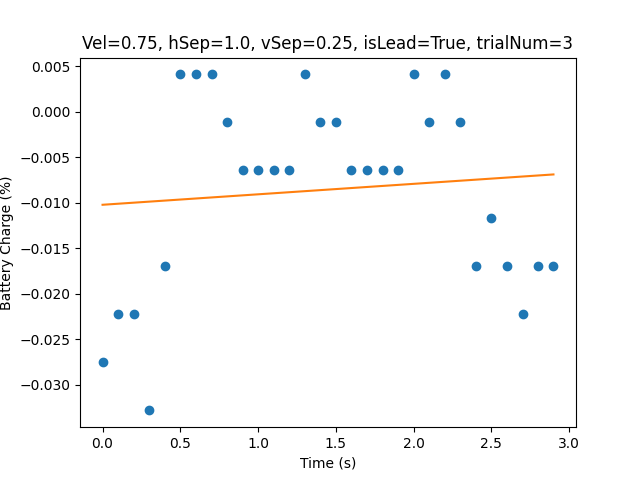 Vel=0.75, hSep=1.0, vSep=0.25, isLead=True, trialNum=3
Battery Charge (%)
0.005
0.000
−0.005
−0.010
−0.015
−0.020
−0.025
−0.030
0.0 0.5 1.0 1.5 2.0 2.5 3.0
Time (s)